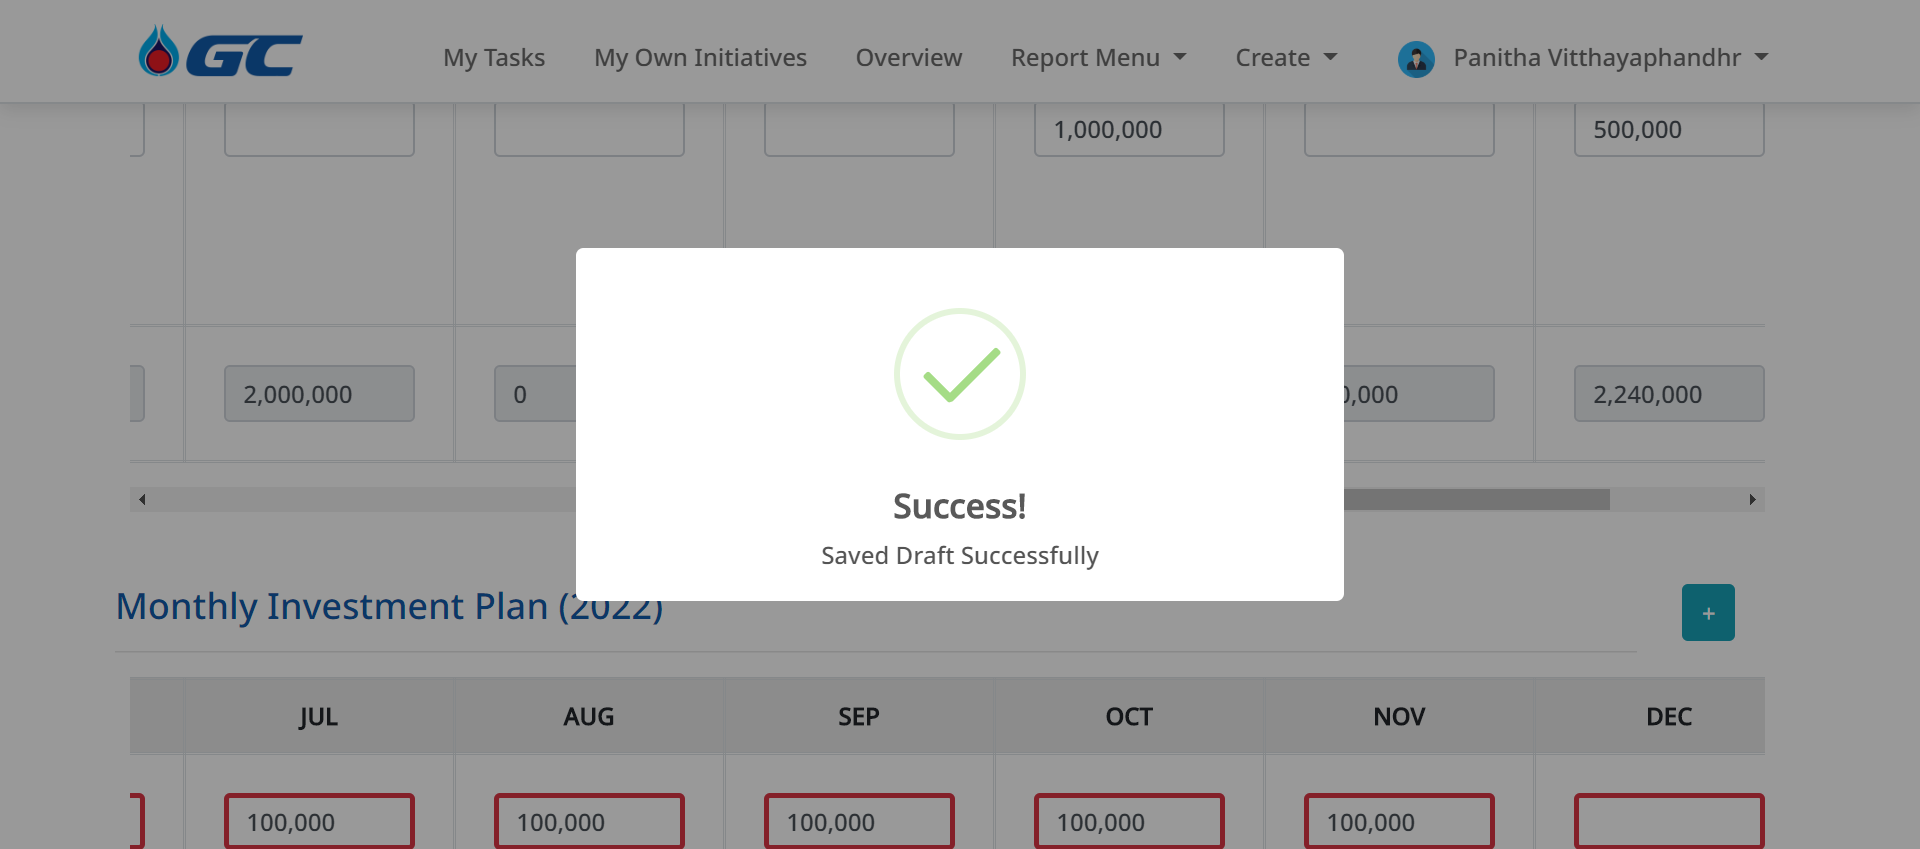 GC
My Tasks
My Own Initiatives
Overview
Report Menu
Create
Panitha Vitthayaphandhr
1,000,000
500,000
2,000,000
0
0,000
2,240,000
Success!
Saved Draft Successfully
Monthly Investment Plan (2022)
+
JUL
AUG
SEP
OCT
NOV
DEC
100,000
100,000
100,000
100,000
100,000